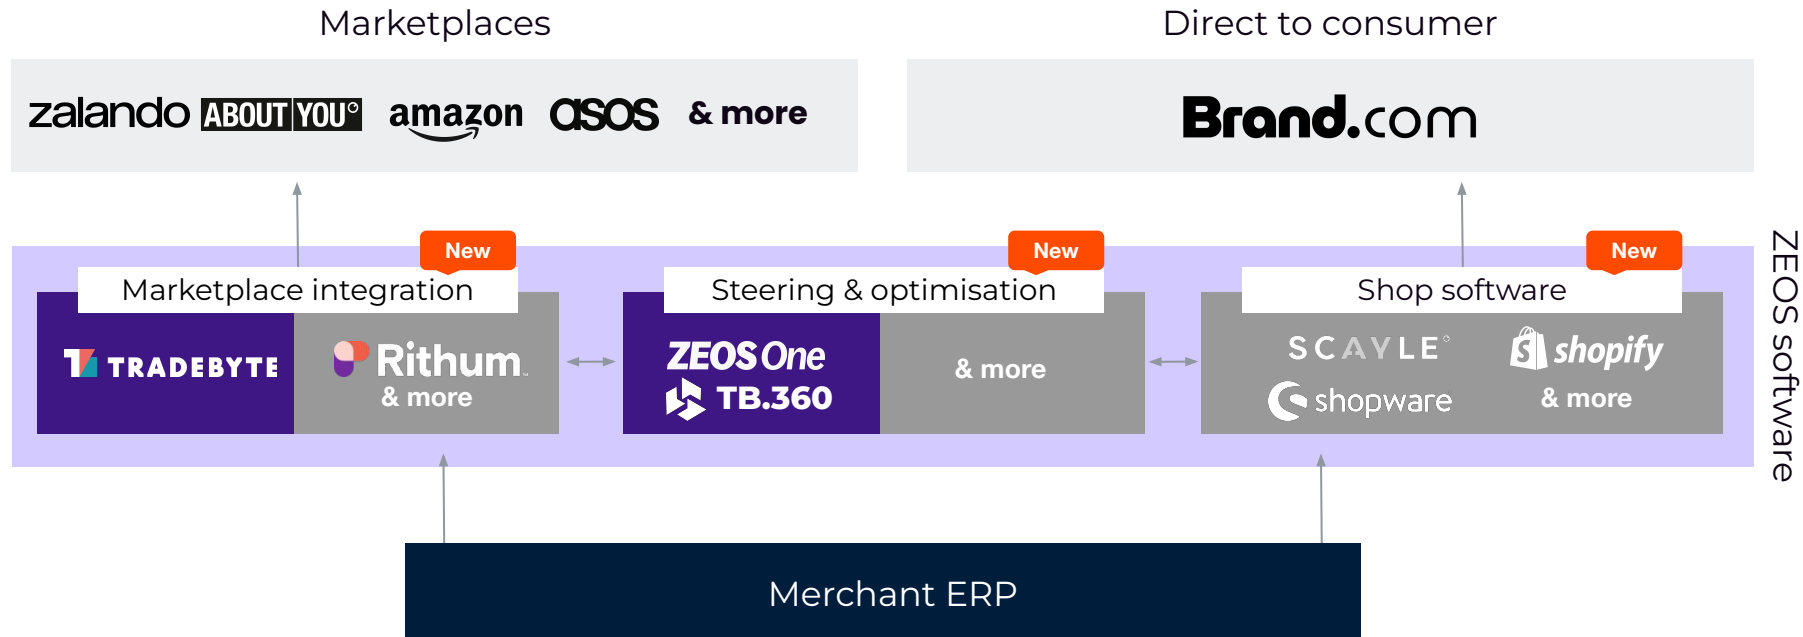 Marketplaces
Direct to consumer
zalando ABOUT YOU° amazon asos & more
Brand.com
New
New
New
Marketplace integration
Steering & optimisation
Shop software
TRADEBYTE
Rithum™
& more
ZEOS One
TB.360
& more
SCAYLE°
shopify
shopware
& more
ZEOS software
Merchant ERP